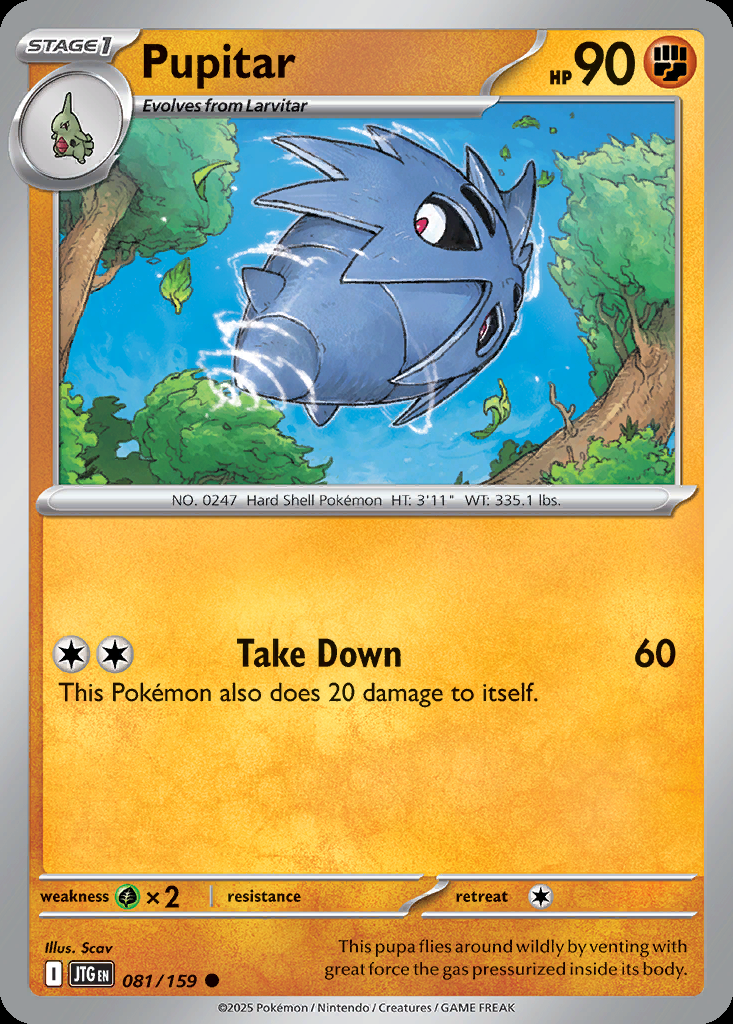 STAGE 1
Pupitar
HP 90
Evolves from Larvitar
NO. 0247 Hard Shell Pokémon HT: 3'11" WT: 335.1 lbs.
Take Down 60
This Pokémon also does 20 damage to itself.
weakness ×2 resistance retreat
Illus. Scav
I JTG EN 081/159
This pupa flies around wildly by venting with
great force the gas pressurized inside its body.
©2025 Pokémon / Nintendo / Creatures / GAME FREAK